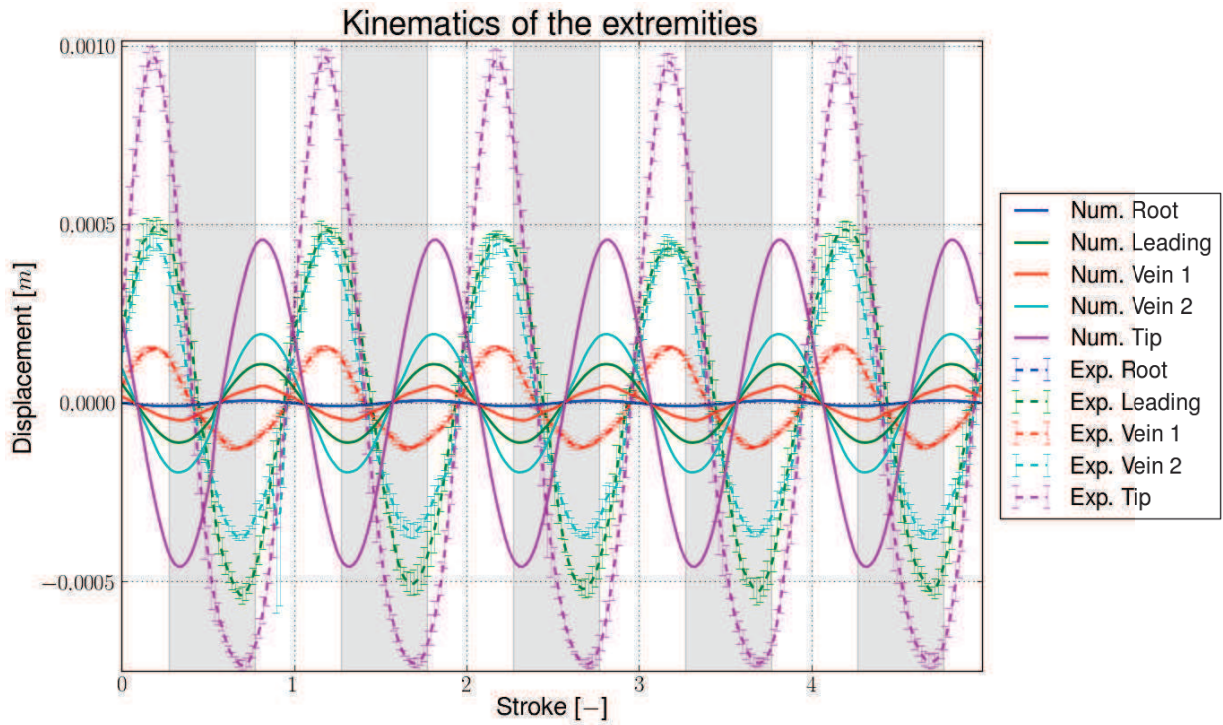 Kinematics of the extremities
0.0010
0.0005
0.0000
−0.0005
Displacement [m]
0
1
2
3
4
Stroke [−]
Num. Root
Num. Leading
Num. Vein 1
Num. Vein 2
Num. Tip
Exp. Root
Exp. Leading
Exp. Vein 1
Exp. Vein 2
Exp. Tip